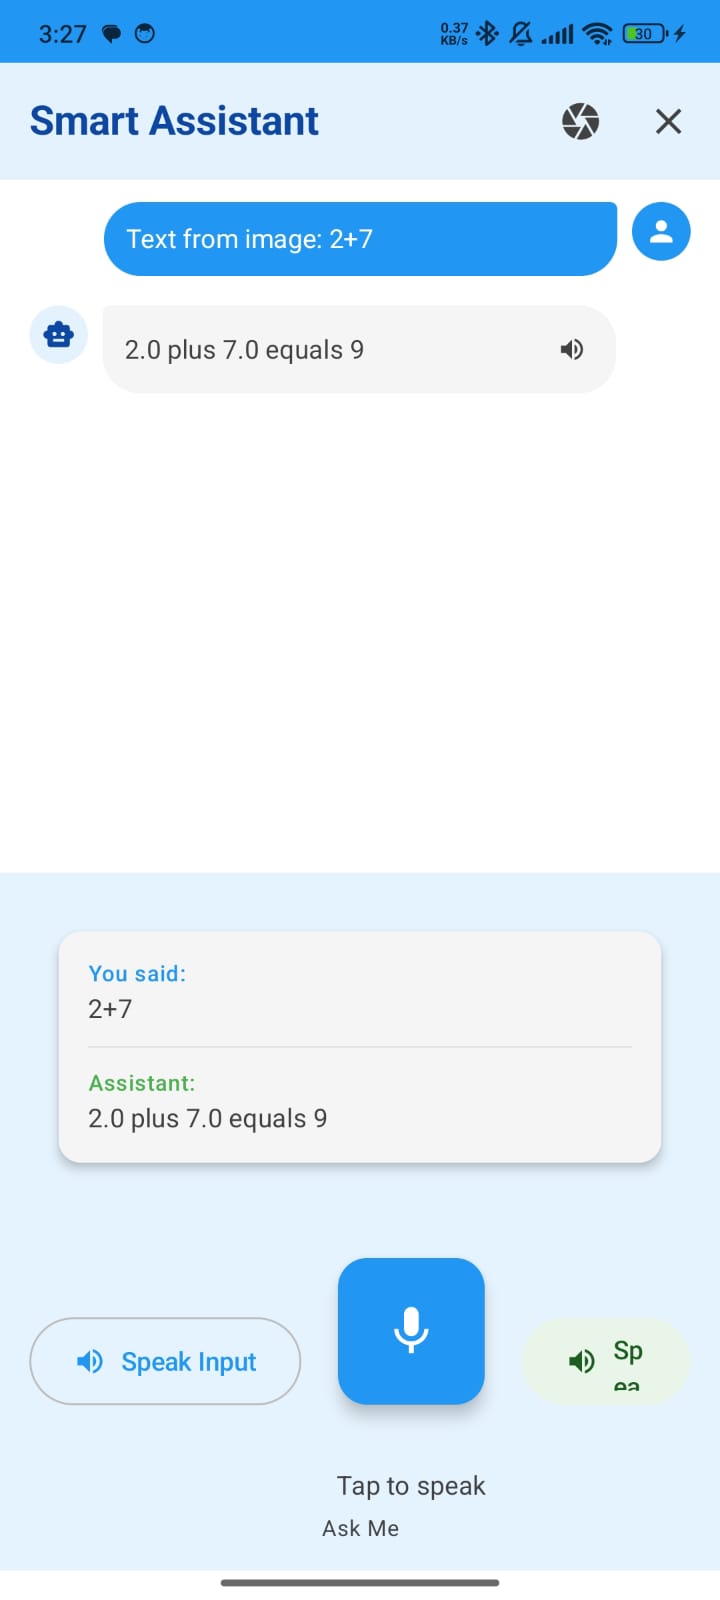 3:27
0.37
KB/s
30
Smart Assistant
Text from image: 2+7
2.0 plus 7.0 equals 9
You said:
2+7
Assistant:
2.0 plus 7.0 equals 9
Speak Input
Sp
ea
Tap to speak
Ask Me